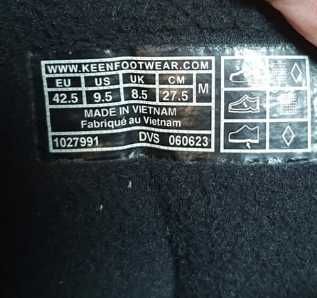 WWW.KEENFOOTWEAR.COM
EU US UK CM M
42.5 9.5 8.5 27.5
MADE IN VIETNAM
Fabriqué au Vietnam
1027991 DVS 060623